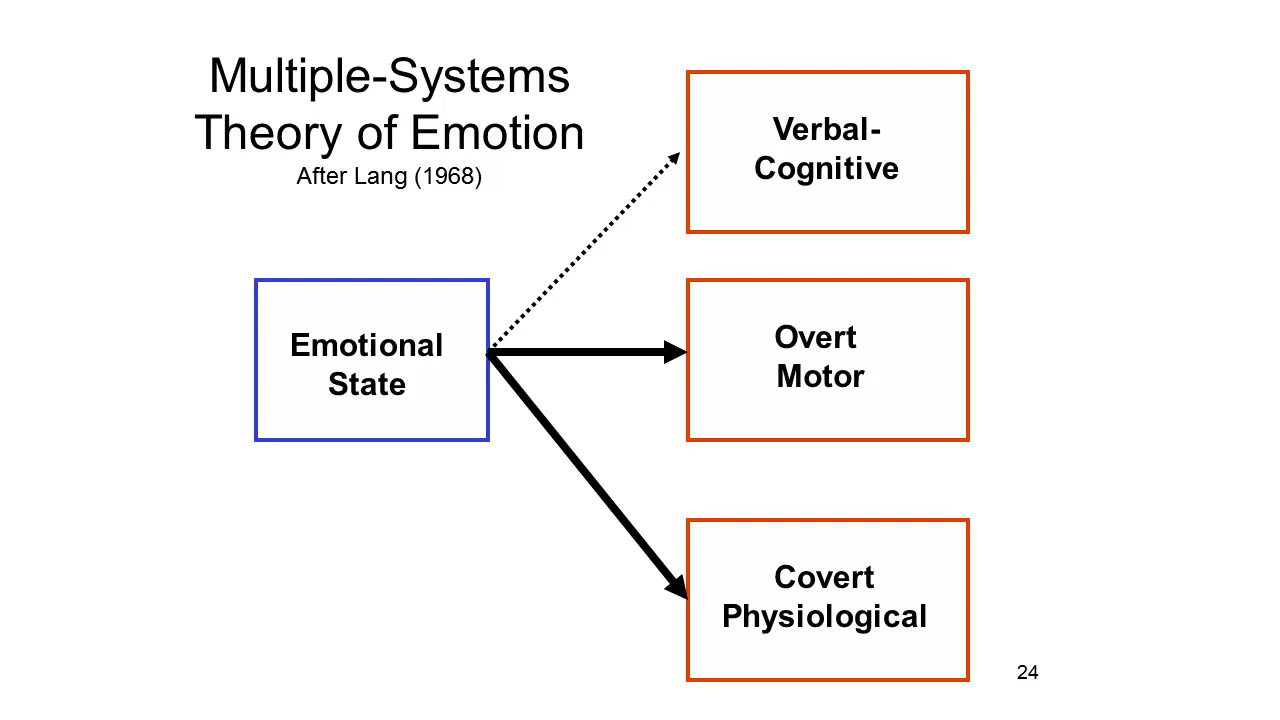 Multiple-Systems
Theory of Emotion
After Lang (1968)
Verbal-
Cognitive
Emotional
State
Overt
Motor
Covert
Physiological
24